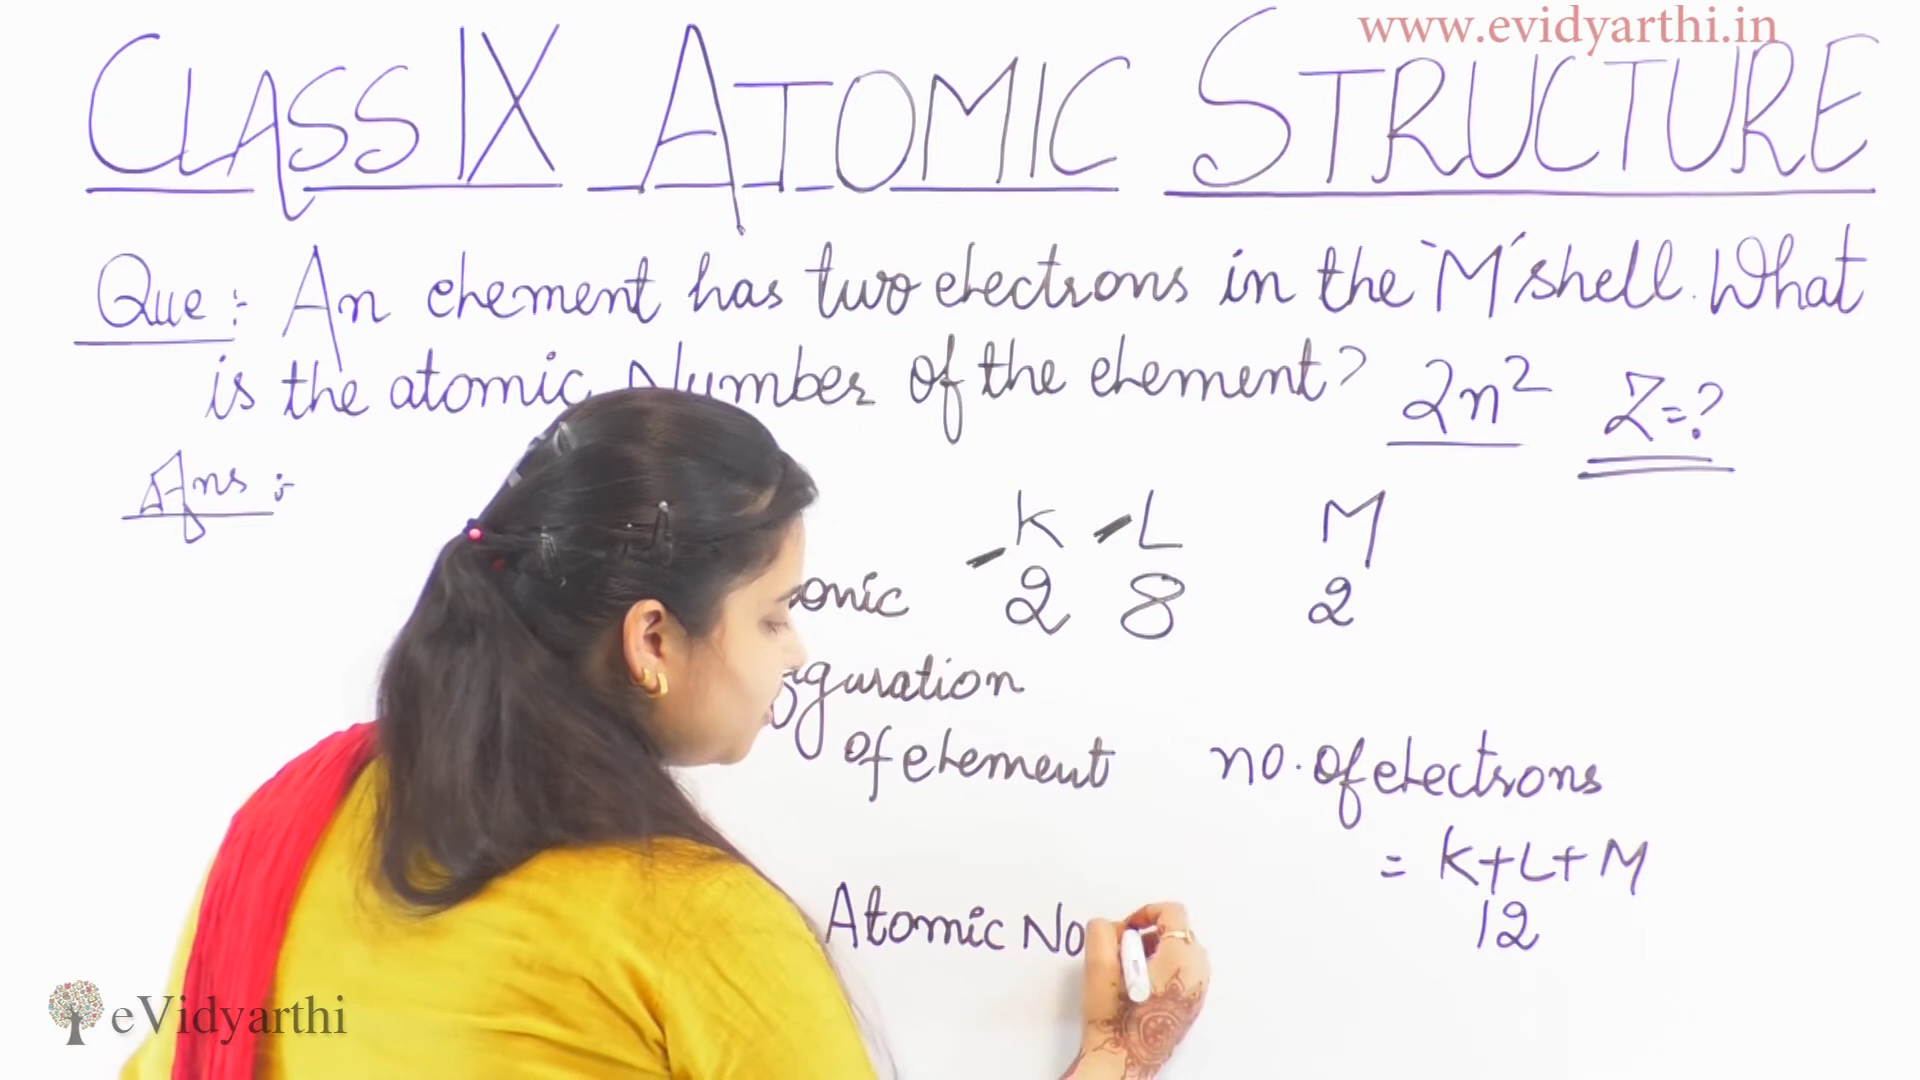 www.evidyarthi.in
CLASS IX ATOMIC STRUCTURE
Que :- An element has two electrons in the 'M' shell. What
is the atomic Number of the element? 2n² Z=?
Ans :-
K L M
onic 2 8 2
guration
of element no. of electrons
= K+L+M
Atomic No 12
eVidyarthi